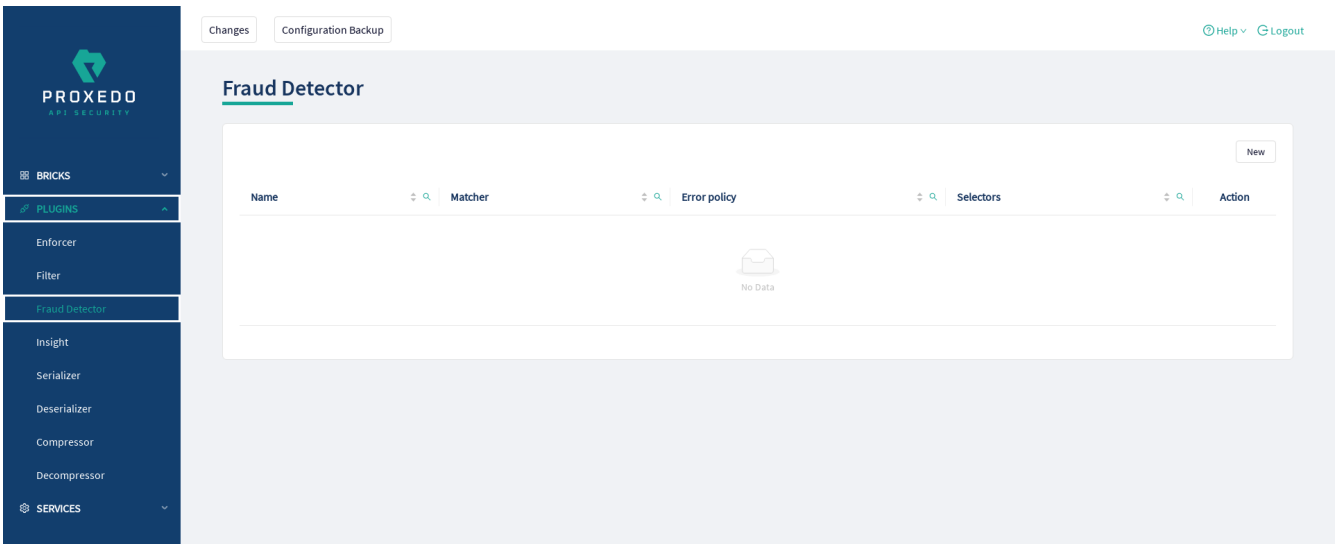 Changes
Configuration Backup
Help
Logout
PROXEDO
API SECURITY
Fraud Detector
New
BRICKS
PLUGINS
Enforcer
Filter
Fraud Detector
Insight
Serializer
Deserializer
Compressor
Decompressor
SERVICES
Name
Matcher
Error policy
Selectors
Action
No Data